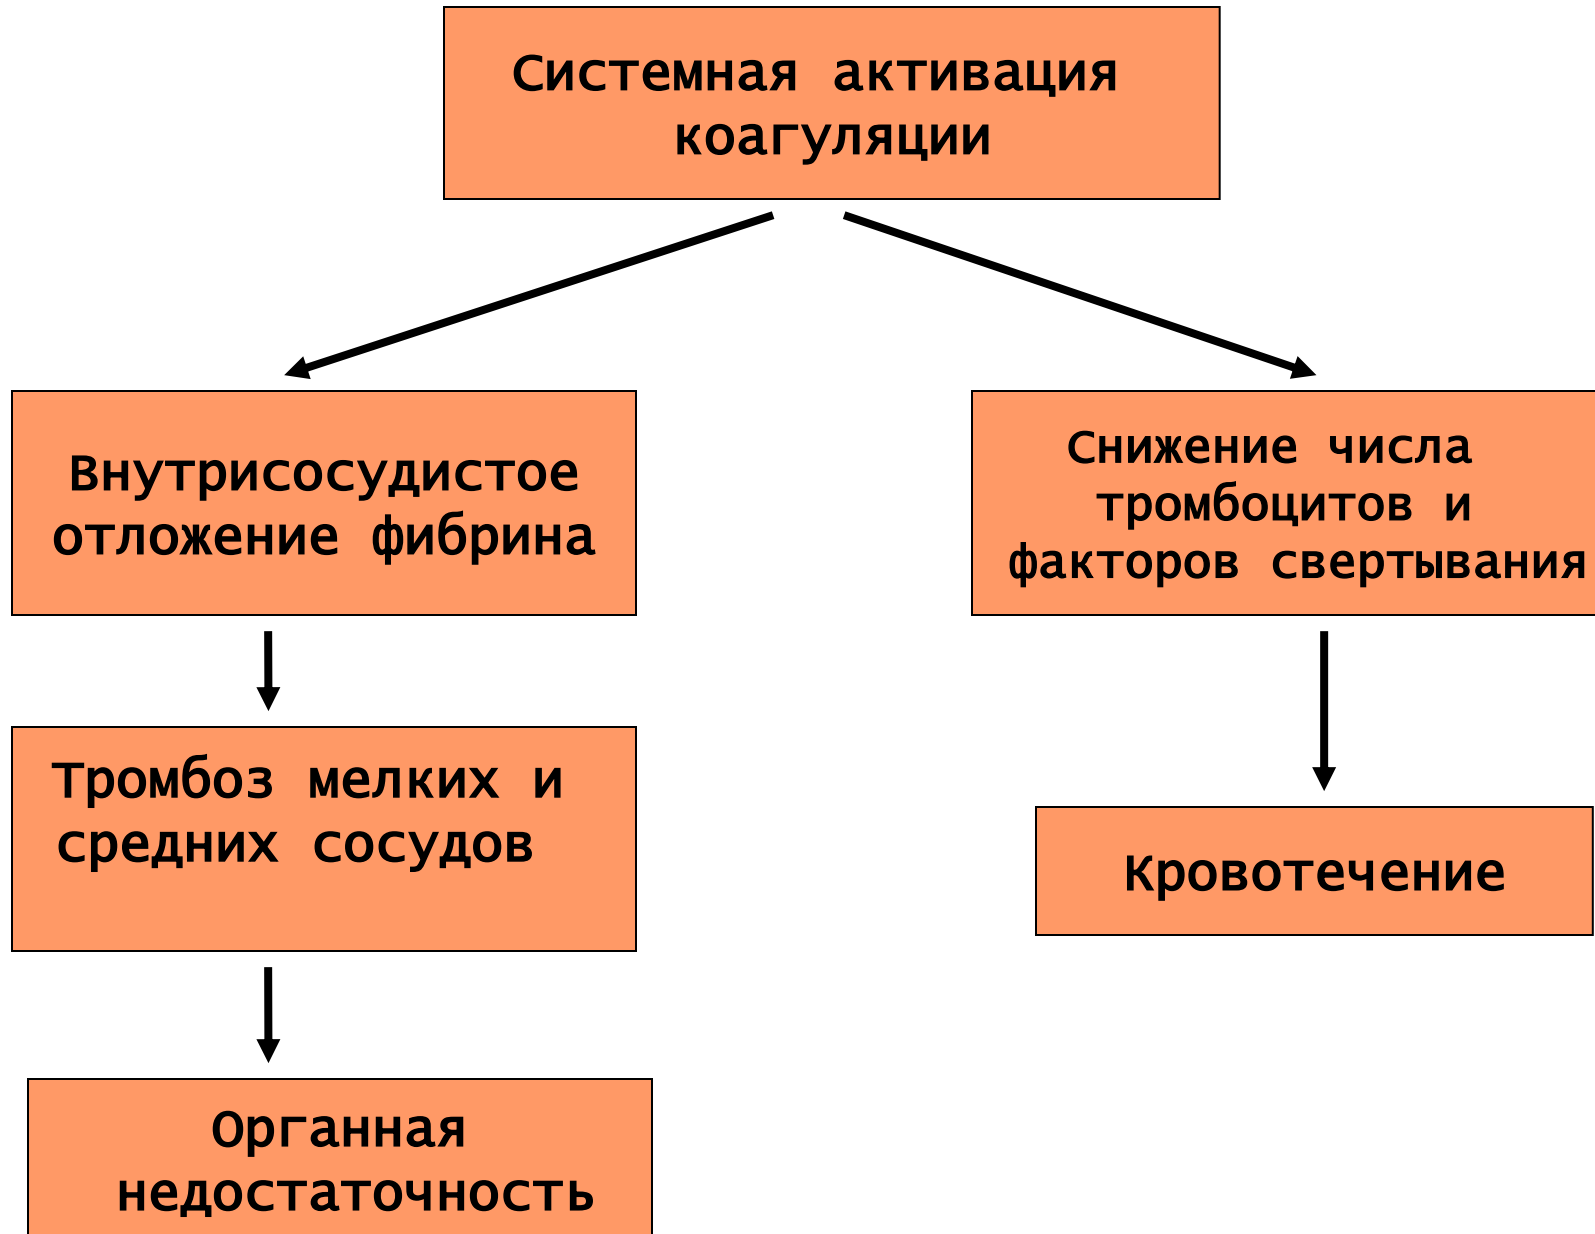 Системная активация
коагуляции
Внутрисосудистое
отложение фибрина
Снижение числа
тромбоцитов и
факторов свертывания
Тромбоз мелких и
средних сосудов
Кровотечение
Органная
недостаточность